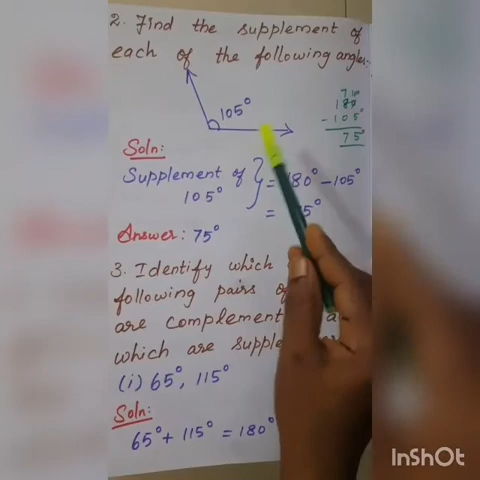 2. Find the supplement of
each of the following angles.
105°
7 10
180
- 105°
75°
Soln:
Supplement of
105° } = 180° - 105°
= 5°
Answer: 75°
3. Identify which
following pairs of
are complement
which are supple
(i) 65°, 115°
Soln:
65° + 115° = 180°
InShOt